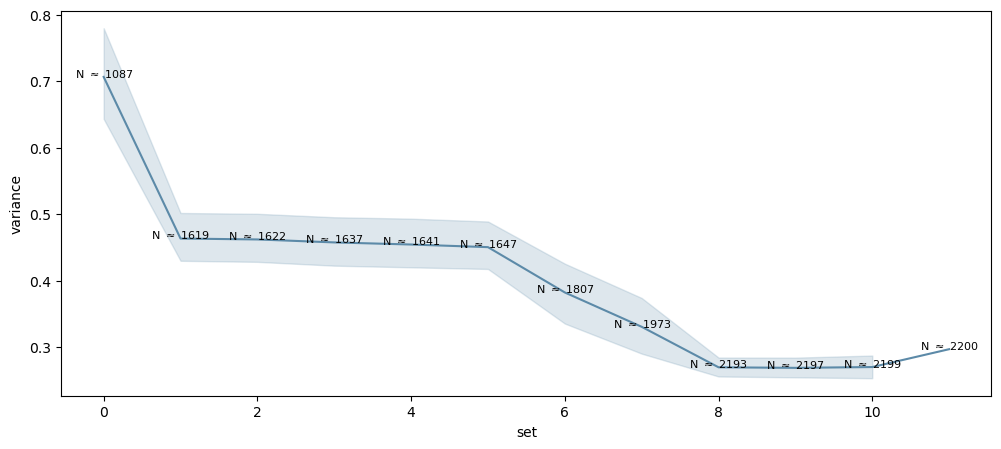 0.8
0.7
0.6
0.5
0.4
0.3
variance
N ≈ 1087
N ≈ 1619
N ≈ 1622
N ≈ 1637
N ≈ 1641
N ≈ 1647
N ≈ 1807
N ≈ 1973
N ≈ 2193
N ≈ 2197
N ≈ 2199
N ≈ 2200
0 2 4 6 8 10
set